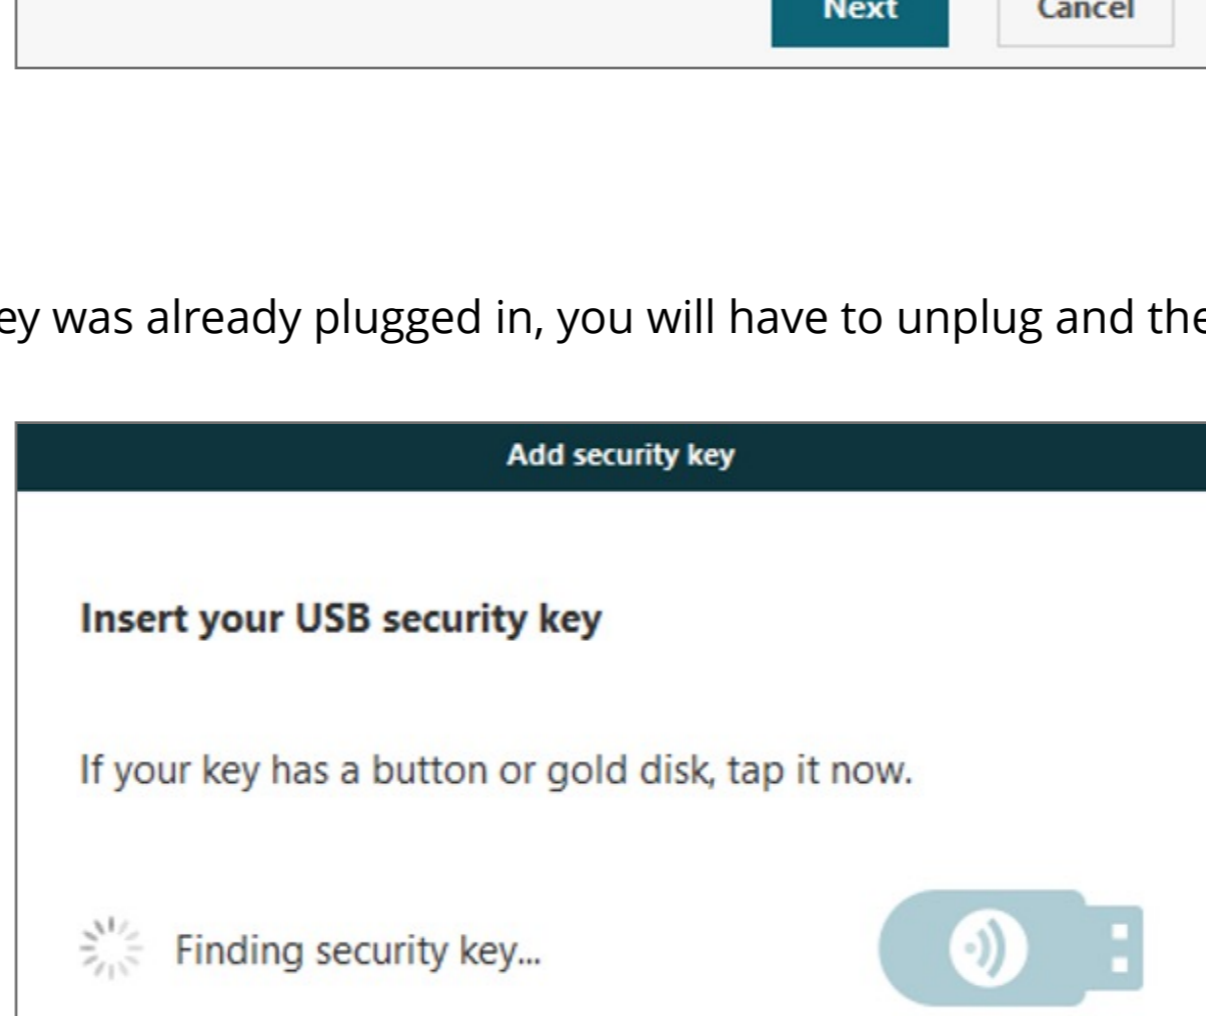 Next Cancel
ey was already plugged in, you will have to unplug and the
Add security key
Insert your USB security key
If your key has a button or gold disk, tap it now.
Finding security key...